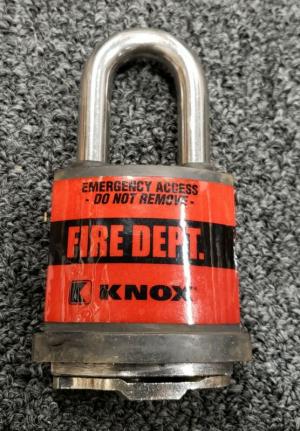 EMERGENCY ACCESS
- DO NOT REMOVE -
FIRE DEPT.
K KNOX